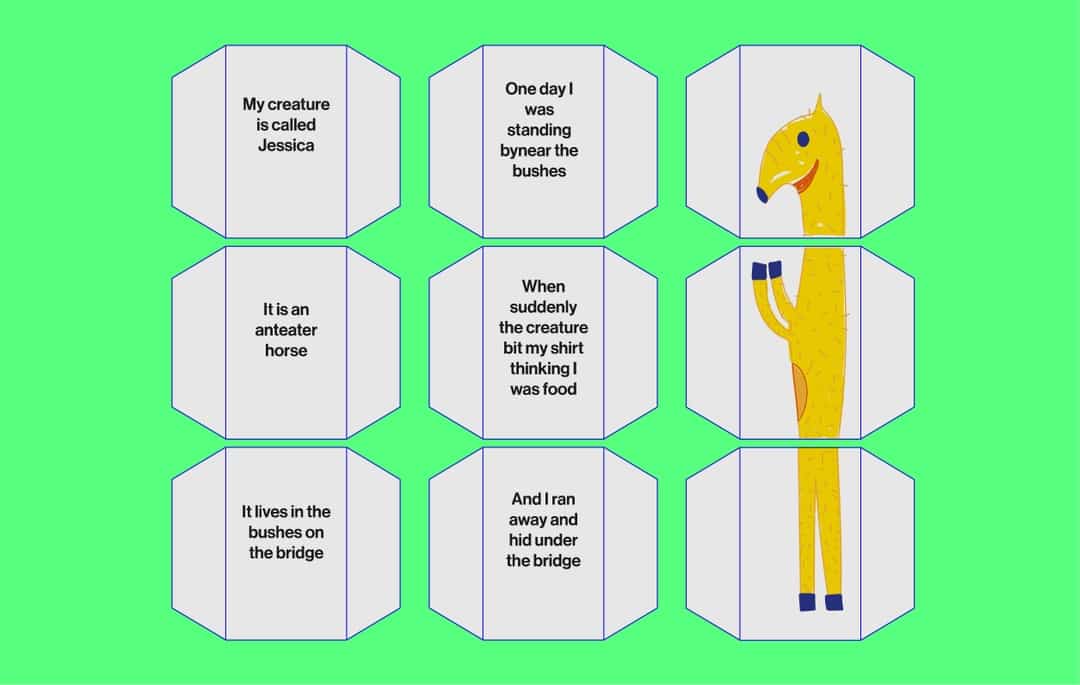 My creature
is called
Jessica
One day I
was
standing
bynear the
bushes
It is an
anteater
horse
When
suddenly
the creature
bit my shirt
thinking I
was food
It lives in the
bushes on
the bridge
And I ran
away and
hid under
the bridge